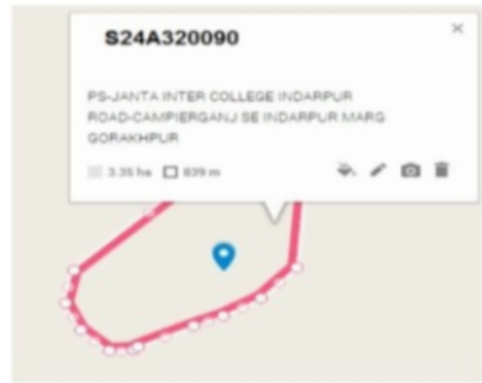 S24A320090
PS-JANTA INTER COLLEGE INDARPUR
ROAD-CAMPIERGANJ SE INDARPUR MARG
GORAKHPUR
3.35 ha 839 m